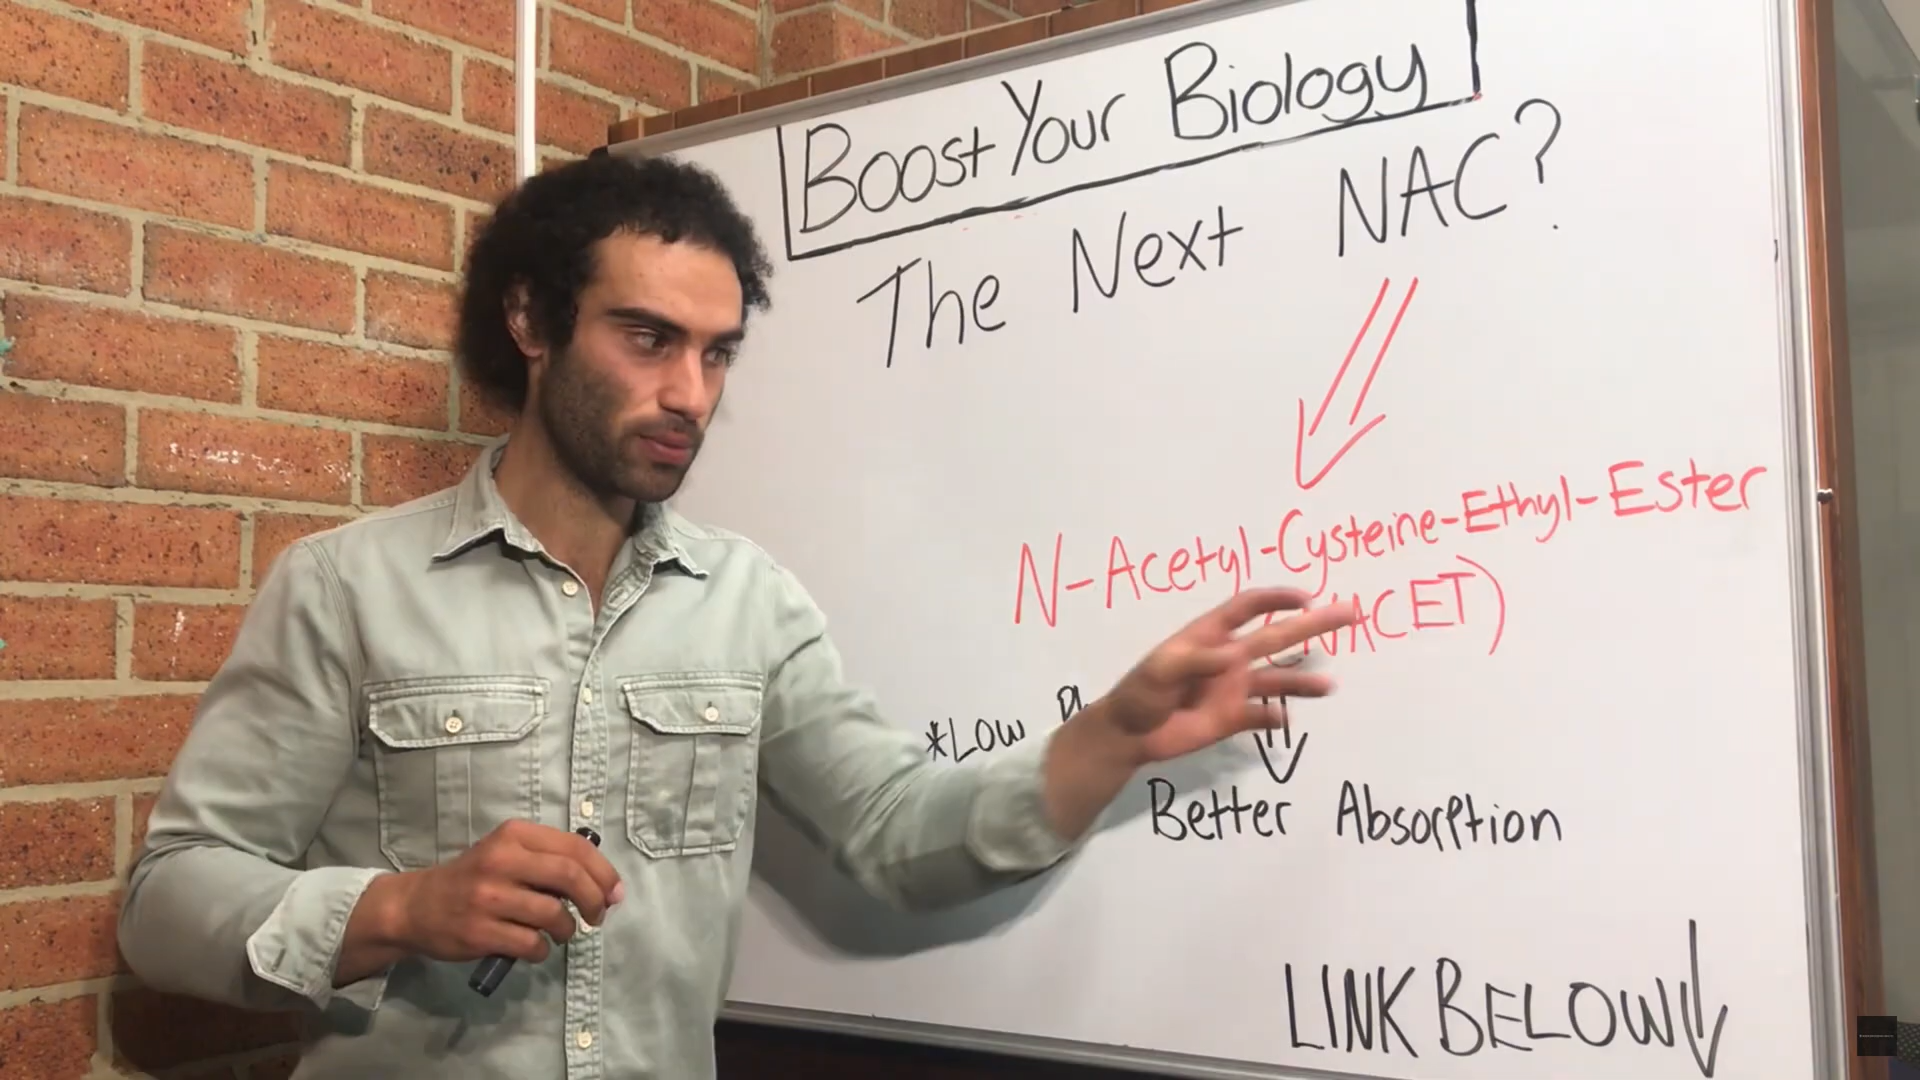 Boost Your Biology
The Next NAC?
N-Acetyl-Cysteine-Ethyl-Ester
(NACET)
*Low
Better Absorption
LINK BELOW